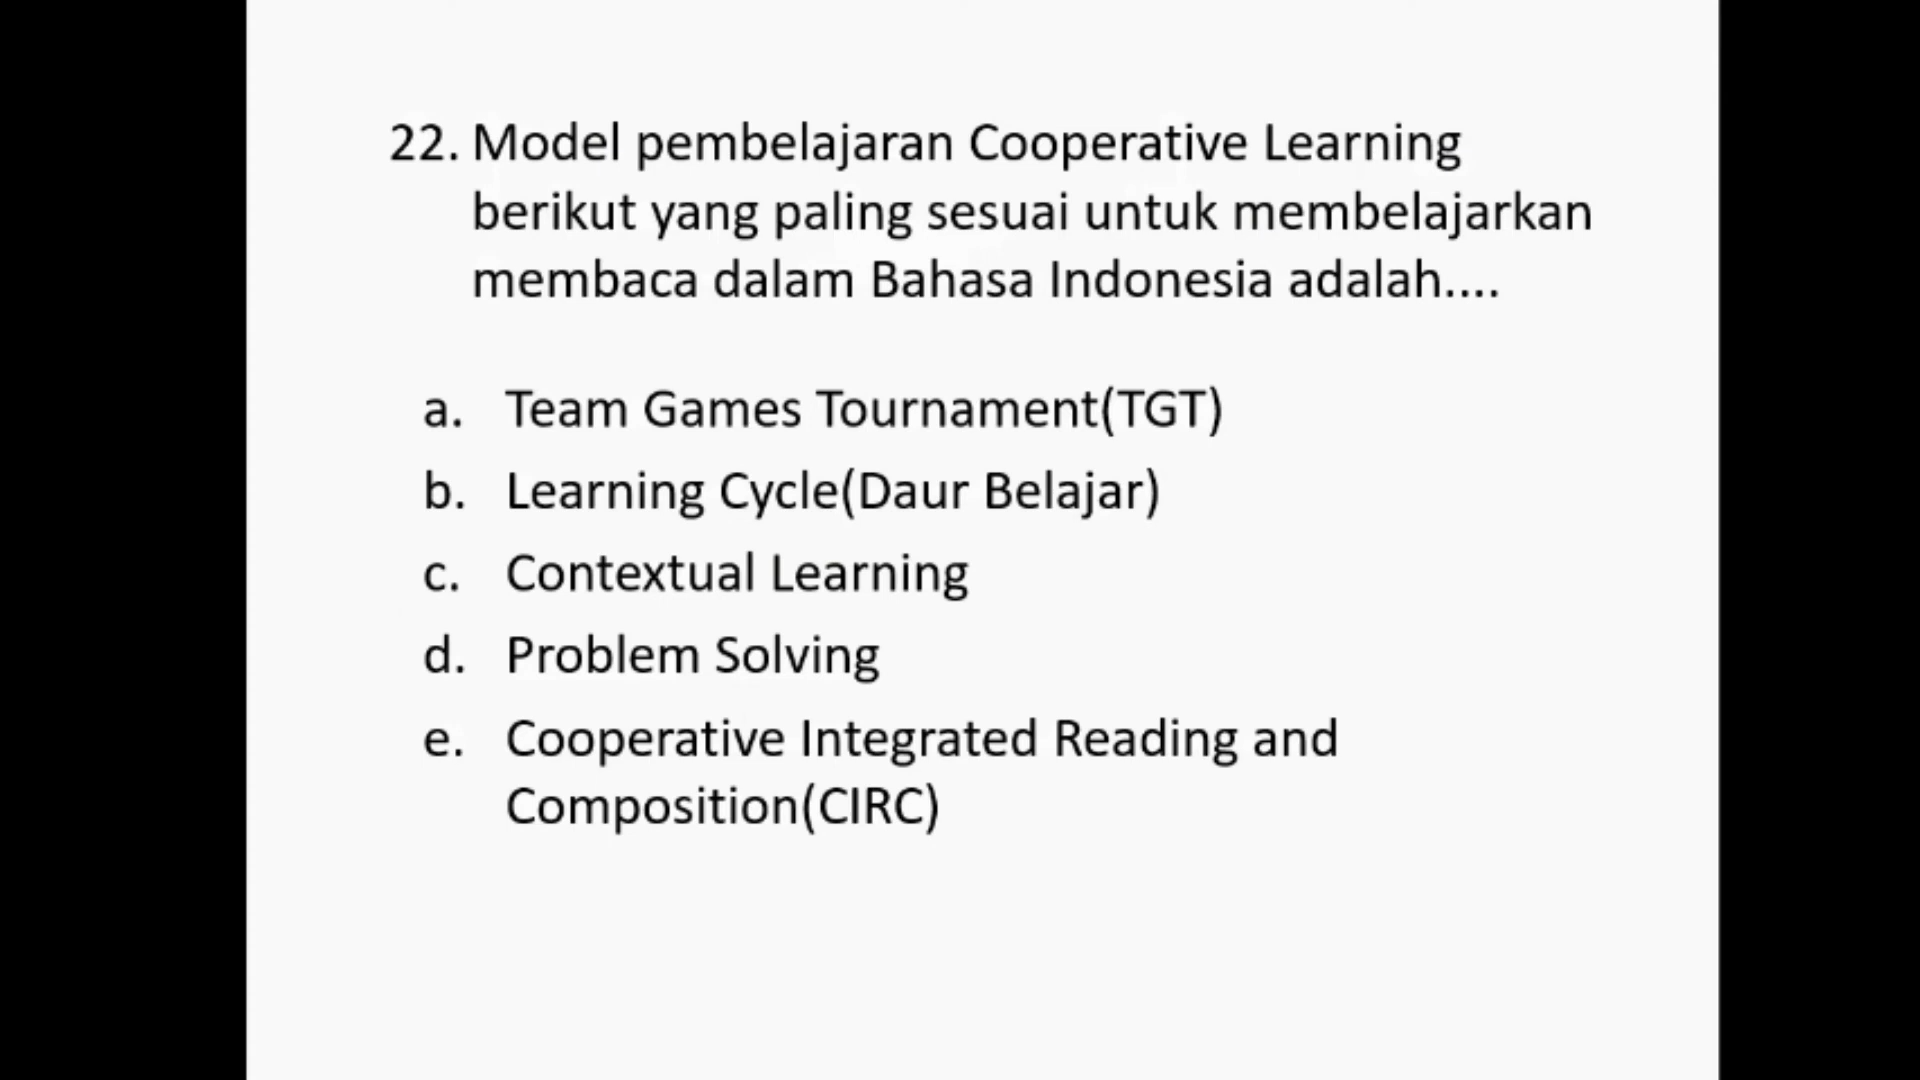 22. Model pembelajaran Cooperative Learning
berikut yang paling sesuai untuk membelajarkan
membaca dalam Bahasa Indonesia adalah....
a. Team Games Tournament(TGT)
b. Learning Cycle(Daur Belajar)
c. Contextual Learning
d. Problem Solving
e. Cooperative Integrated Reading and
Composition(CIRC)